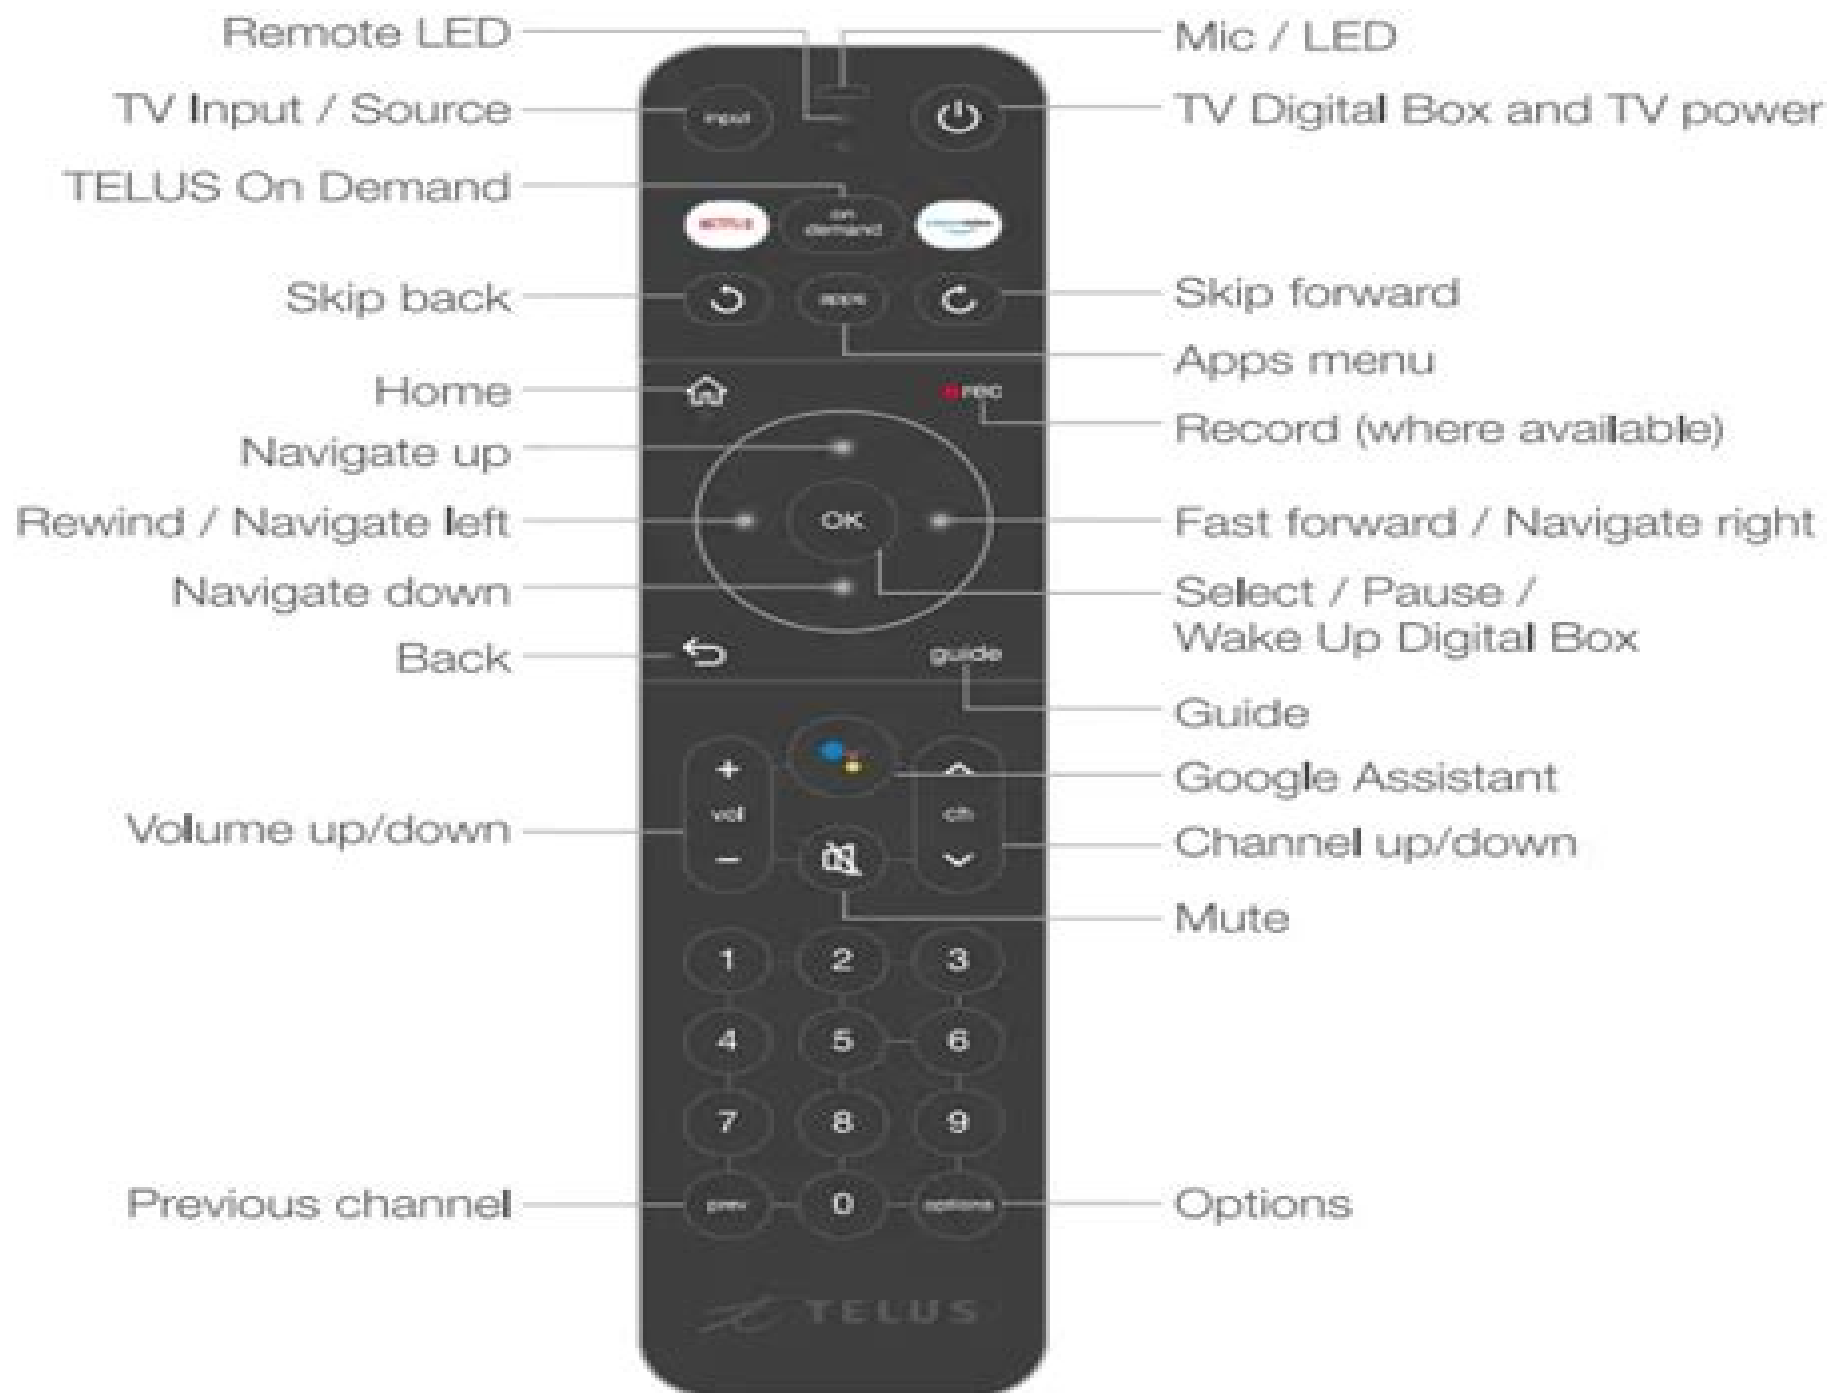 Remote LED
Mic / LED
TV Input / Source
input
TV Digital Box and TV power
TELUS On Demand
NETFLIX
on
demand
Skip back
apps
Skip forward
Apps menu
Home
rec
Record (where available)
Navigate up
Rewind / Navigate left
OK
Fast forward / Navigate right
Navigate down
Select / Pause /
Wake Up Digital Box
Back
guide
Guide
Google Assistant
+
vol
−
ch
Volume up/down
Channel up/down
Mute
1 2 3
4 5 6
7 8 9
Previous channel
prev 0 options
Options
TELUS